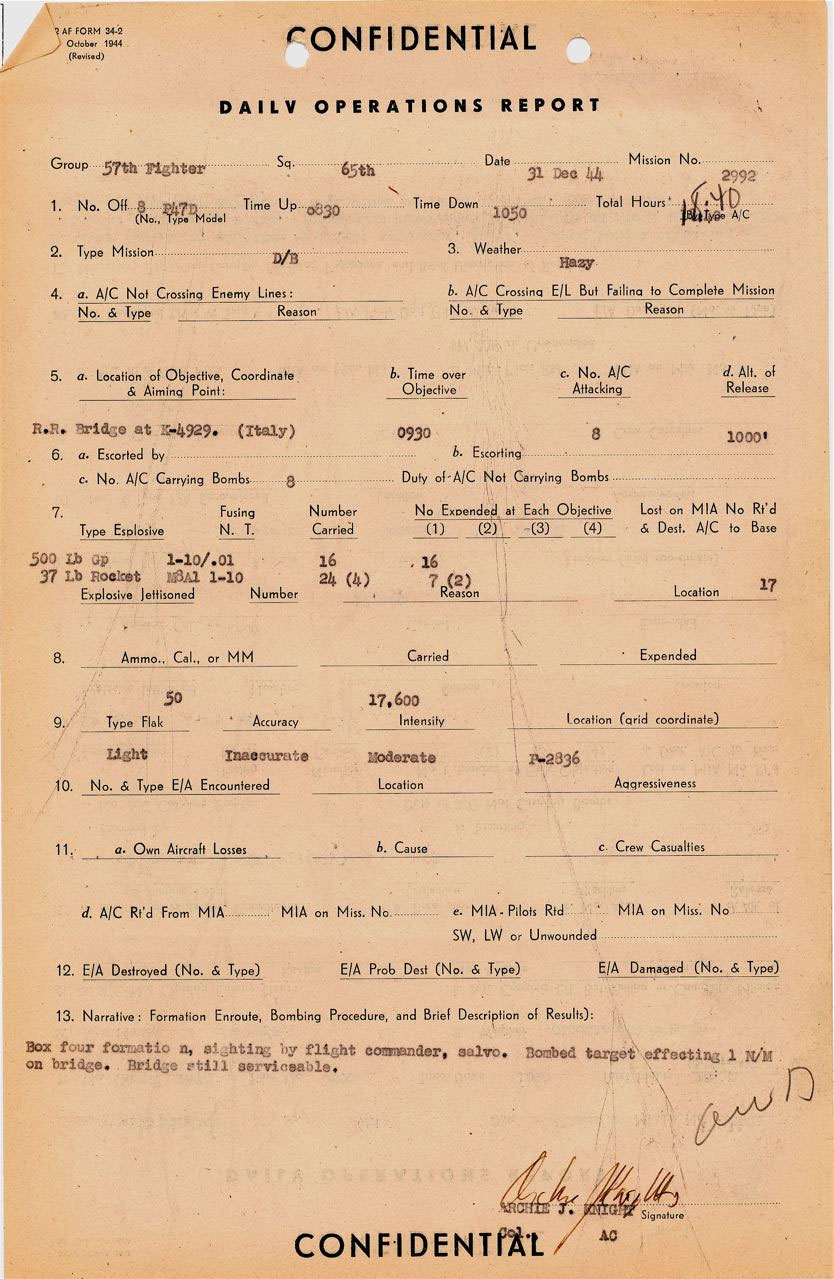 AF FORM 34-2
October 1944
(Revised)
CONFIDENTIAL
DAILV OPERATIONS REPORT
Group 57th Fighter Sq. 65th Date 31 Dec 44 Mission No. 2992
1. No. Off 8 P47D Time Up 0830 Time Down 1050 Total Hours 18:40
(No., Type Model By Type A/C
2. Type Mission D/B 3. Weather Hazy
4. a. A/C Not Crossing Enemy Lines: b. A/C Crossing E/L But Failing to Complete Mission
No. & Type Reason No. & Type Reason
5. a. Location of Objective, Coordinate b. Time over c. No. A/C d. Alt. of
& Aiming Point: Objective Attacking Release
R.R. Bridge at K-4929. (Italy) 0930 8 1000'
6. a. Escorted by b. Escorting
c. No. A/C Carrying Bombs 8 Duty of A/C Not Carrying Bombs
7. Fusing Number No Expended at Each Objective Lost on MIA No Rt'd
Type Explosive N. T. Carried (1) (2) (3) (4) & Dest. A/C to Base
500 Lb Gp 1-10/.01 16 16
37 Lb Rocket M8A1 1-10 24 (4) 7 (2) 17
Explosive Jettisoned Number Reason Location
8. Ammo., Cal., or MM Carried Expended
50 17,600
9. Type Flak Accuracy Intensity Location (grid coordinate)
Light Inaccurate Moderate P-2836
10. No. & Type E/A Encountered Location Aggressiveness
11. a. Own Aircraft Losses b. Cause c. Crew Casualties
d. A/C Rt'd From MIA MIA on Miss. No. e. MIA-Pilots Rtd MIA on Miss. No
SW, LW or Unwounded
12. E/A Destroyed (No. & Type) E/A Prob Dest (No. & Type) E/A Damaged (No. & Type)
13. Narrative: Formation Enroute, Bombing Procedure, and Brief Description of Results):
Box four formatio n, sighting by flight commander, salvo. Bombed target effecting 1 N/M
on bridge. Bridge still serviceable.
Archie J Knight
ARCHIE J. KNIGHT Signature
Col. AC
CONFIDENTIAL